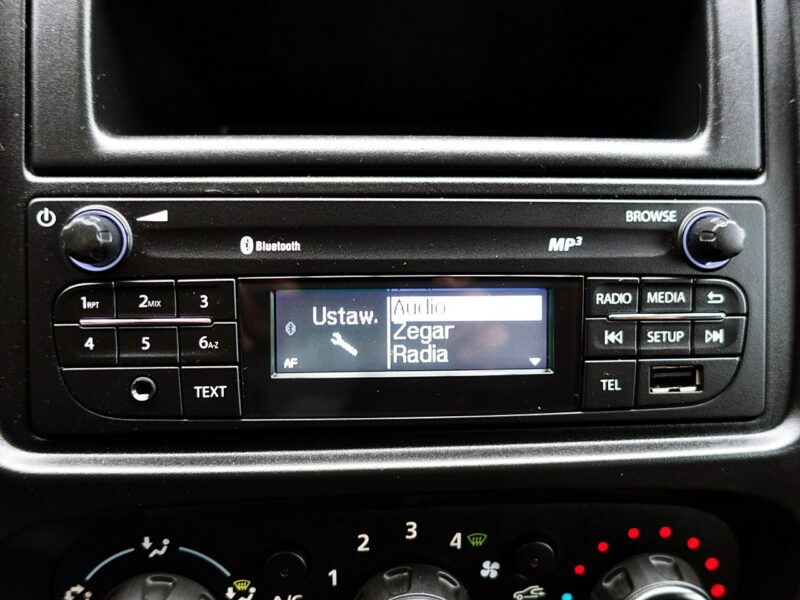 BROWSE
Bluetooth
MP3
1RPT 2MIX 3
4 5 6A-Z
TEXT
Ustaw.
AF
Audio
Zegar
Radia
RADIO MEDIA
SETUP
TEL
1 2 3 4
A/C